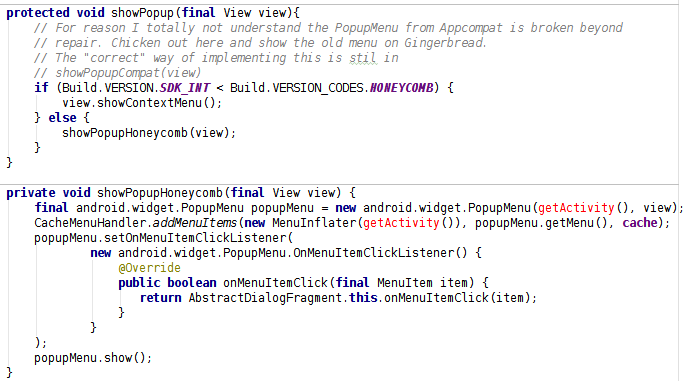 protected void showPopup(final View view){
    // For reason I totally not understand the PopupMenu from Appcompat is broken beyond
    // repair. Chicken out here and show the old menu on Gingerbread.
    // The "correct" way of implementing this is stil in
    // showPopupCompat(view)
    if (Build.VERSION.SDK_INT < Build.VERSION_CODES.HONEYCOMB) {
        view.showContextMenu();
    } else {
        showPopupHoneycomb(view);
    }
}
private void showPopupHoneycomb(final View view) {
    final android.widget.PopupMenu popupMenu = new android.widget.PopupMenu(getActivity(), view);
    CacheMenuHandler.addMenuItems(new MenuInflater(getActivity()), popupMenu.getMenu(), cache);
    popupMenu.setOnMenuItemClickListener(
            new android.widget.PopupMenu.OnMenuItemClickListener() {
                @Override
                public boolean onMenuItemClick(final MenuItem item) {
                    return AbstractDialogFragment.this.onMenuItemClick(item);
                }
            }
    );
    popupMenu.show();
}